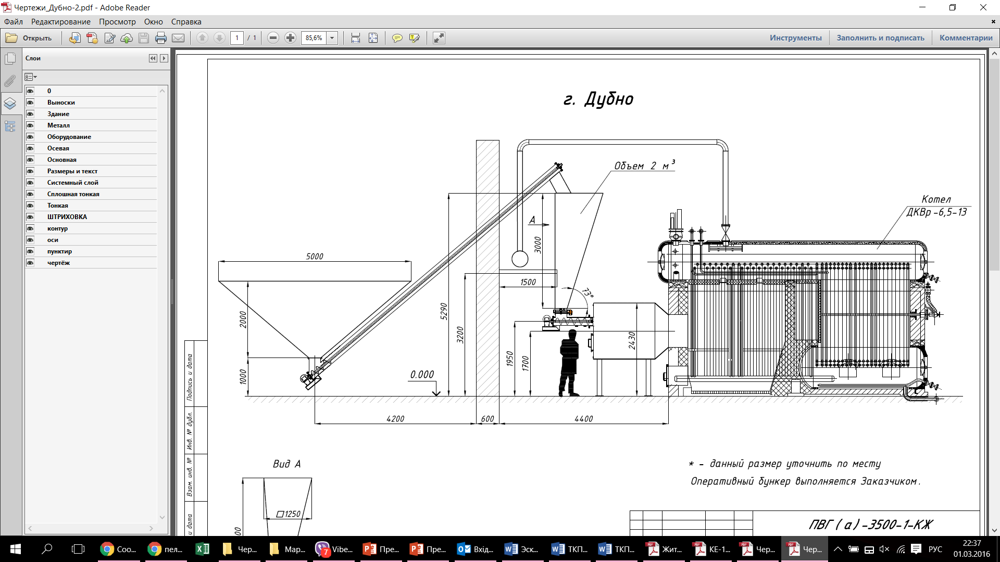 Чертежи_Дубно-2.pdf - Adobe Reader
Файл Редактирование Просмотр Окно Справка
Открыть 1 / 1 85,6% Инструменты Заполнить и подписать Комментарии
Слои
0
Выноски
Здание
Металл
Оборудование
Осевая
Основная
Размеры и текст
Системный слой
Сплошная тонкая
Тонкая
ШТРИХОВКА
контур
оси
пунктир
чертёж
г. Дубно
Объем 2 м³
Котел
ДКВр-6,5-13
А
3000
5000
1500
73°
5290
2000
3200
2430
1950
1700
1000
0.000
4200
600
4400
Подпись и дата
Инв. № дубл.
Взам. инв. №
и дата
Вид А
□1250
00
* - данный размер уточнить по месту
Оперативный бункер выполняется Заказчиком.
ПВГ(а)-3500-1-КЖ
Соо... пел... Чер... Мар... 7 Vibe... Пре... Пре... Вхід... Эск... ТКП... ТКП... Жит... КЕ-1... Чер... Чер... РУС
22:37
01.03.2016